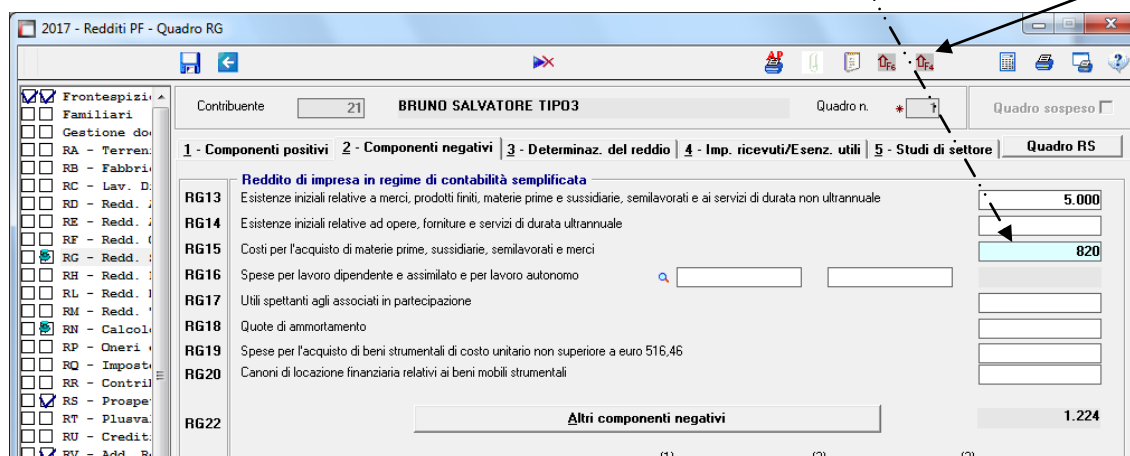 2017 - Redditi PF - Quadro RG
AP
F6
F4
Contribuente 21 BRUNO SALVATORE TIPO3 Quadro n. * 1 Quadro sospeso
1 - Componenti positivi 2 - Componenti negativi 3 - Determinaz. del reddio 4 - Imp. ricevuti/Esenz. utili 5 - Studi di settore Quadro RS
Frontespizi
Familiari
Gestione do
RA - Terren
RB - Fabbri
RC - Lav. D
RD - Redd.
RE - Redd.
RF - Redd.
RG - Redd.
RH - Redd.
RL - Redd.
RM - Redd.
RN - Calcol
RP - Oneri
RQ - Impost
RR - Contri
RS - Prospe
RT - Plusva
RU - Credit
RV - Add. R
Reddito di impresa in regime di contabilità semplificata
RG13 Esistenze iniziali relative a merci, prodotti finiti, materie prime e sussidiarie, semilavorati e ai servizi di durata non ultrannuale 5.000
RG14 Esistenze iniziali relative ad opere, forniture e servizi di durata ultrannuale
RG15 Costi per l'acquisto di materie prime, sussidiarie, semilavorati e merci 820
RG16 Spese per lavoro dipendente e assimilato e per lavoro autonomo
RG17 Utili spettanti agli associati in partecipazione
RG18 Quote di ammortamento
RG19 Spese per l'acquisto di beni strumentali di costo unitario non superiore a euro 516,46
RG20 Canoni di locazione finanziaria relativi ai beni mobili strumentali
RG22 Altri componenti negativi 1.224